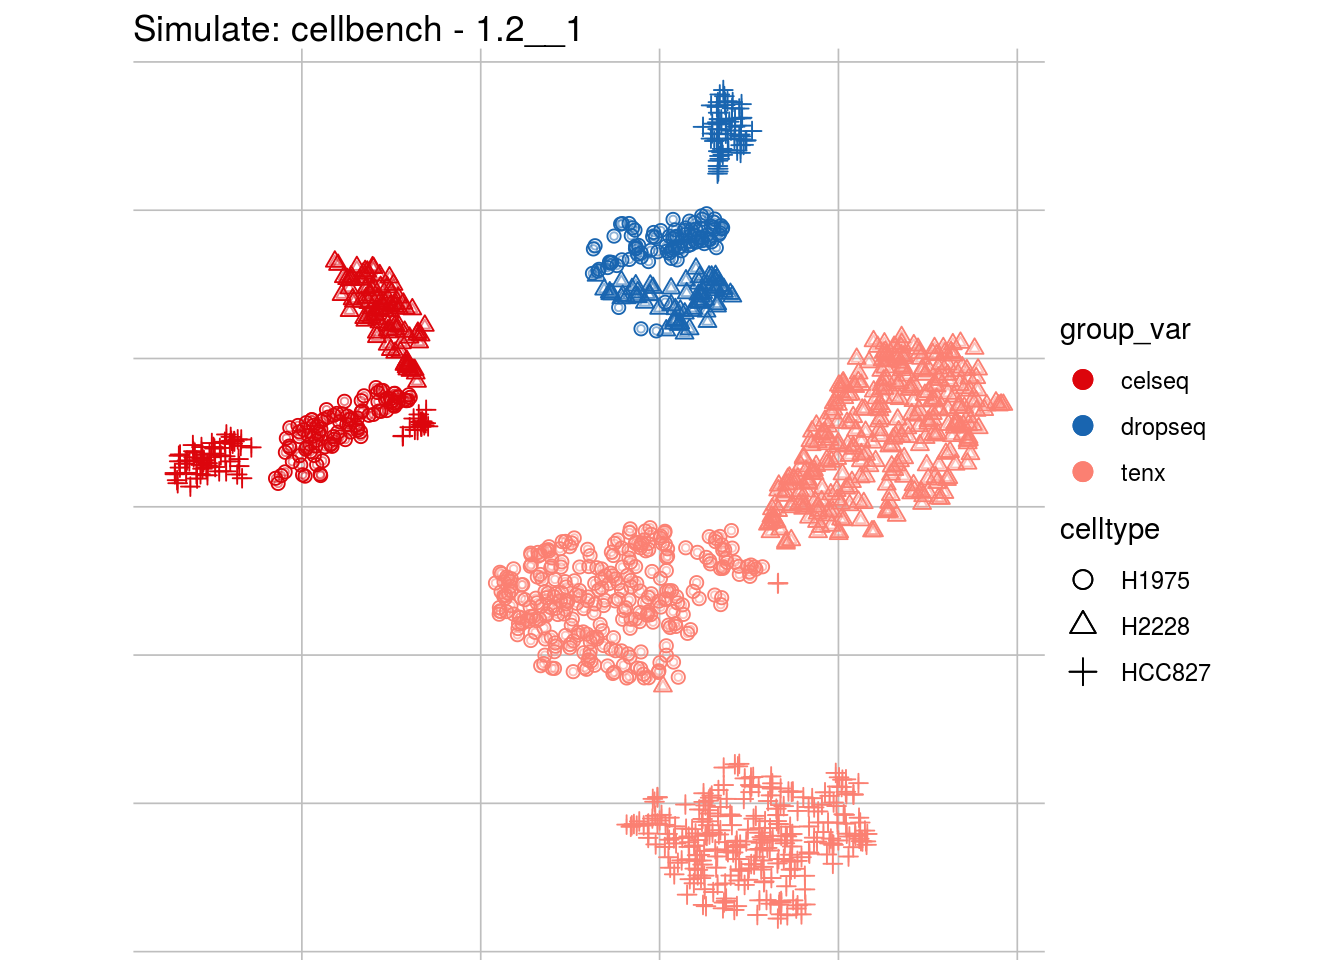 Simulate: cellbench - 1.2__1
group_var
celseq
dropseq
tenx
celltype
H1975
H2228
HCC827